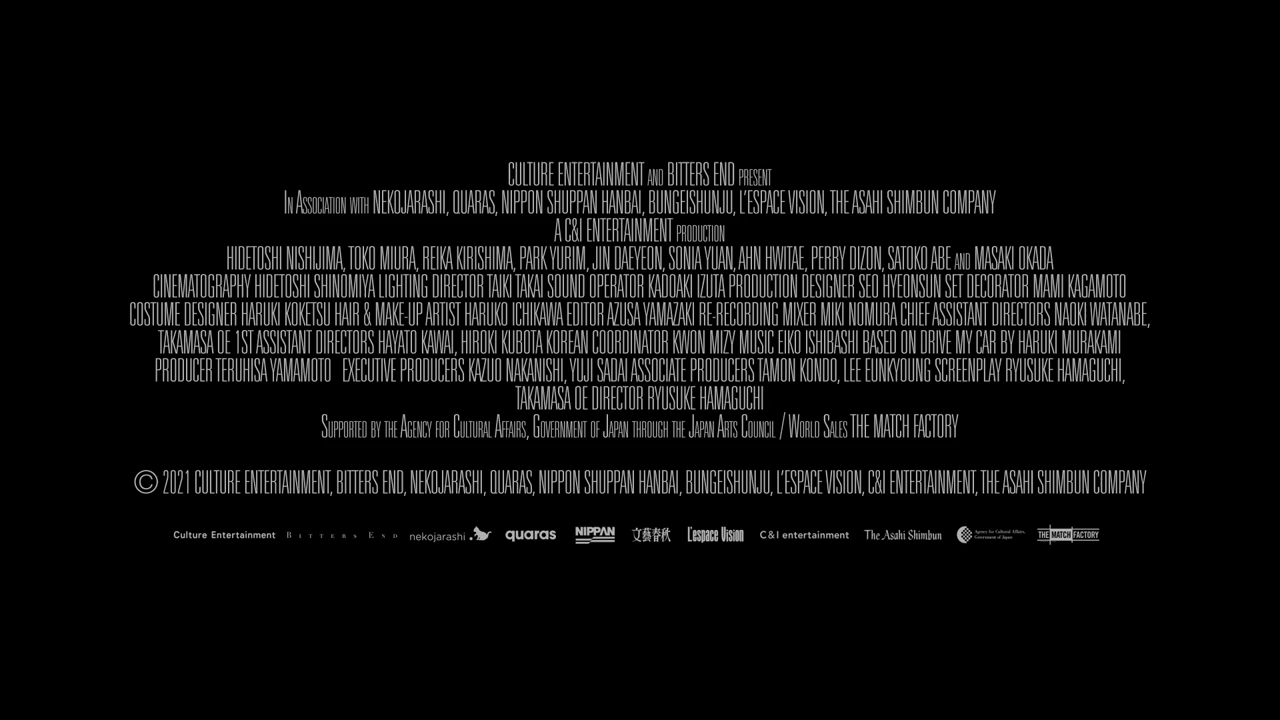 CULTURE ENTERTAINMENT AND BITTERS END PRESENT
IN ASSOCIATION WITH NEKOJARASHI, QUARAS, NIPPON SHUPPAN HANBAI, BUNGEISHUNJU, L'ESPACE VISION, THE ASAHI SHIMBUN COMPANY
A C&I ENTERTAINMENT PRODUCTION
HIDETOSHI NISHIJIMA, TOKO MIURA, REIKA KIRISHIMA, PARK YURIM, JIN DAEYEON, SONIA YUAN, AHN HWITAE, PERRY DIZON, SATOKO ABE AND MASAKI OKADA
CINEMATOGRAPHY HIDETOSHI SHINOMIYA LIGHTING DIRECTOR TAIKI TAKAI SOUND OPERATOR KADOAKI IZUTA PRODUCTION DESIGNER SEO HYEONSUN SET DECORATOR MAMI KAGAMOTO
COSTUME DESIGNER HARUKI KOKETSU HAIR & MAKE-UP ARTIST HARUKO ICHIKAWA EDITOR AZUSA YAMAZAKI RE-RECORDING MIXER MIKI NOMURA CHIEF ASSISTANT DIRECTORS NAOKI WATANABE,
TAKAMASA OE 1ST ASSISTANT DIRECTORS HAYATO KAWAI, HIROKI KUBOTA KOREAN COORDINATOR KWON MIZY MUSIC EIKO ISHIBASHI BASED ON DRIVE MY CAR BY HARUKI MURAKAMI
PRODUCER TERUHISA YAMAMOTO EXECUTIVE PRODUCERS KAZUO NAKANISHI, YUJI SADAI ASSOCIATE PRODUCERS TAMON KONDO, LEE EUNKYOUNG SCREENPLAY RYUSUKE HAMAGUCHI,
TAKAMASA OE DIRECTOR RYUSUKE HAMAGUCHI
SUPPORTED BY THE AGENCY FOR CULTURAL AFFAIRS, GOVERNMENT OF JAPAN THROUGH THE JAPAN ARTS COUNCIL / WORLD SALES THE MATCH FACTORY
© 2021 CULTURE ENTERTAINMENT, BITTERS END, NEKOJARASHI, QUARAS, NIPPON SHUPPAN HANBAI, BUNGEISHUNJU, L'ESPACE VISION, C&I ENTERTAINMENT, THE ASAHI SHIMBUN COMPANY
Culture Entertainment BITTERS END nekojarashi quaras NIPPAN 文藝春秋 L'espace Vision C&I entertainment The Asahi Shimbun Agency for Cultural Affairs, Government of Japan THE MATCH FACTORY